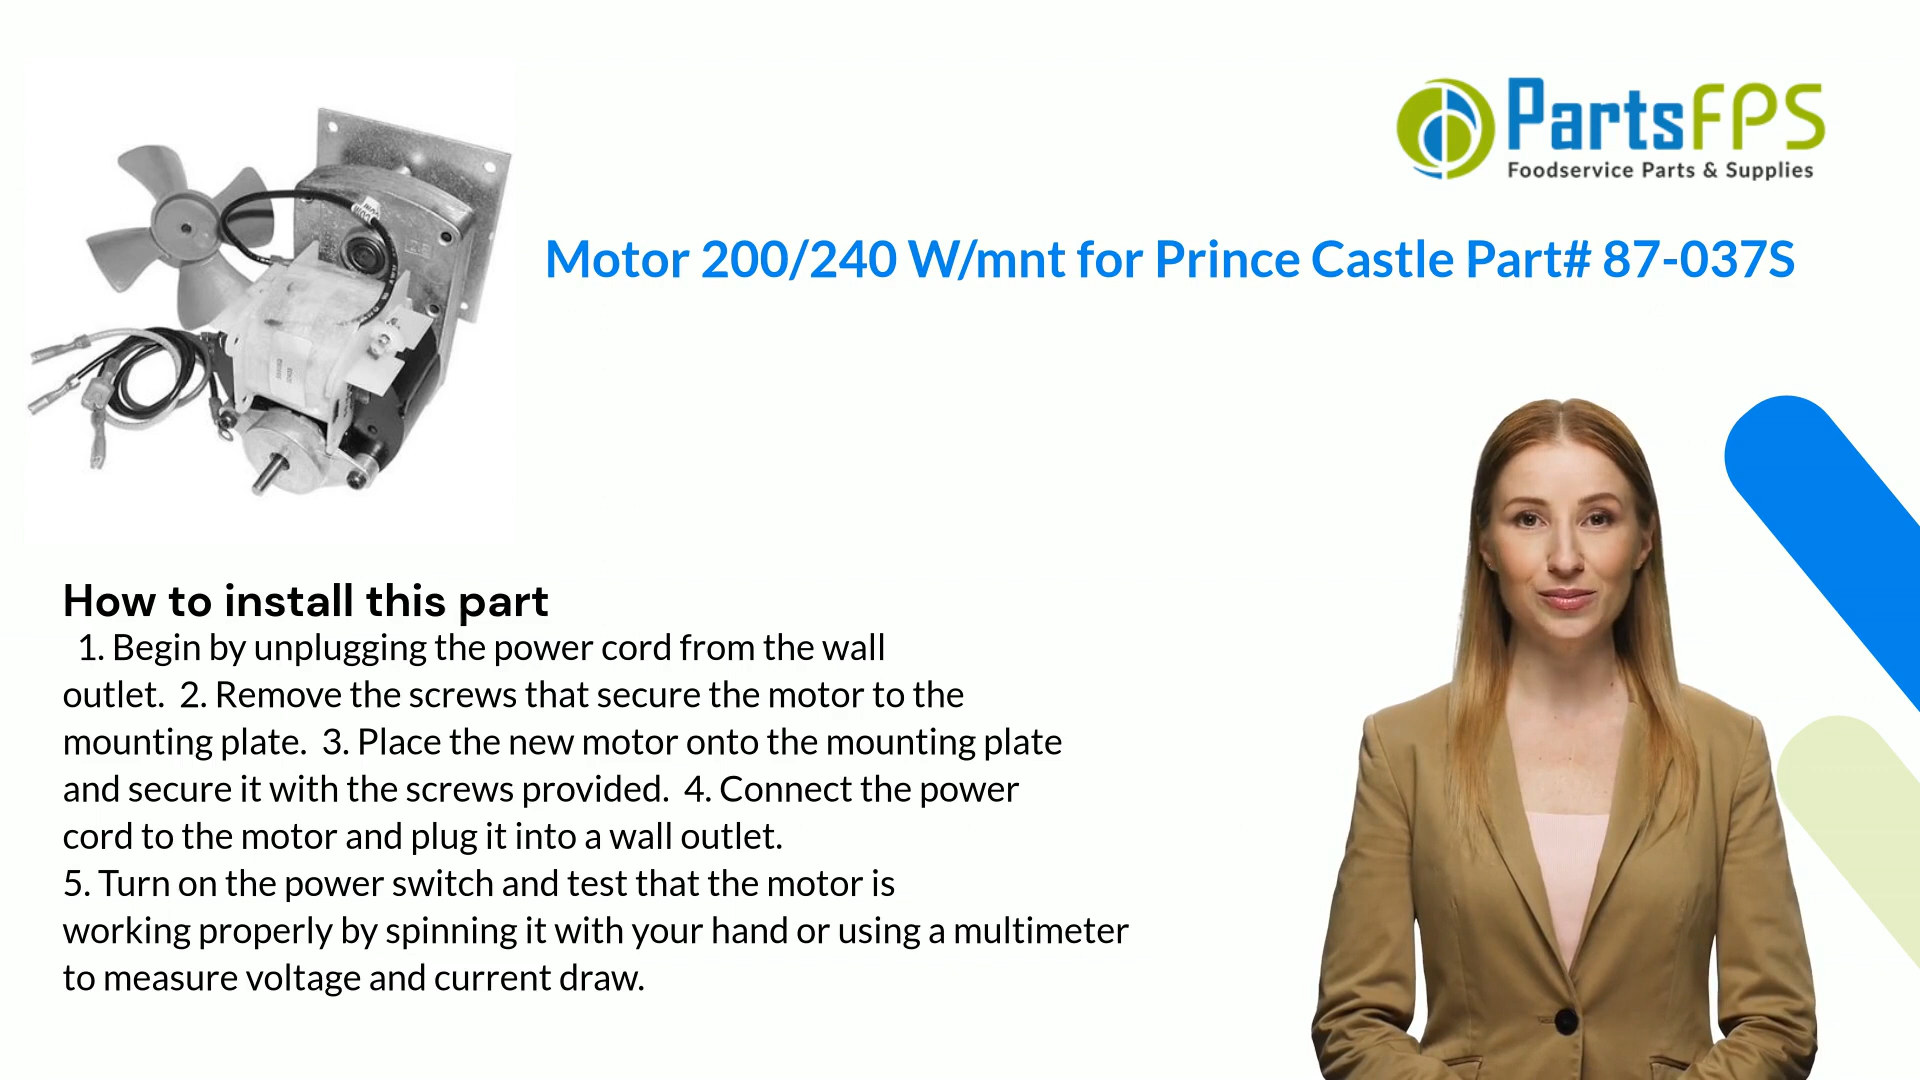 PartsFPS
Foodservice Parts & Supplies
Motor 200/240 W/mnt for Prince Castle Part# 87-037S
How to install this part
1. Begin by unplugging the power cord from the wall
outlet. 2. Remove the screws that secure the motor to the
mounting plate. 3. Place the new motor onto the mounting plate
and secure it with the screws provided. 4. Connect the power
cord to the motor and plug it into a wall outlet.
5. Turn on the power switch and test that the motor is
working properly by spinning it with your hand or using a multimeter
to measure voltage and current draw.